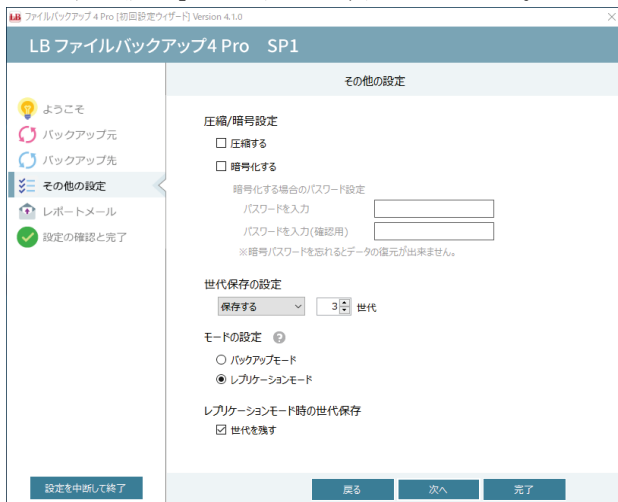 LB ファイルバックアップ 4 Pro [初回設定ウィザード] Version 4.1.0
LB ファイルバックアップ4 Pro SP1
その他の設定
ようこそ
バックアップ元
バックアップ先
その他の設定
レポートメール
設定の確認と完了
圧縮/暗号設定
圧縮する
暗号化する
暗号化する場合のパスワード設定
パスワードを入力
パスワードを入力(確認用)
※暗号パスワードを忘れるとデータの復元が出来ません。
世代保存の設定
保存する 3 世代
モードの設定 ?
バックアップモード
レプリケーションモード
レプリケーションモード時の世代保存
世代を残す
設定を中断して終了 戻る 次へ 完了